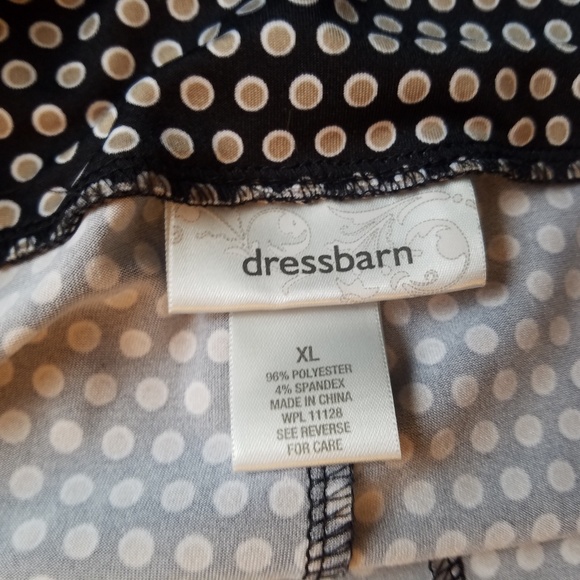 dressbarn
XL
96% POLYESTER
4% SPANDEX
MADE IN CHINA
WPL 11128
SEE REVERSE
FOR CARE